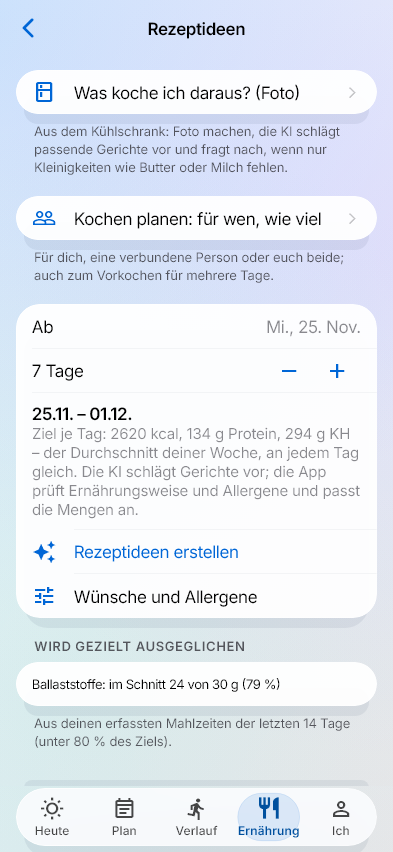 Rezeptideen
Was koche ich daraus? (Foto)
Aus dem Kühlschrank: Foto machen, die KI schlägt
passende Gerichte vor und fragt nach, wenn nur
Kleinigkeiten wie Butter oder Milch fehlen.
Kochen planen: für wen, wie viel
Für dich, eine verbundene Person oder euch beide;
auch zum Vorkochen für mehrere Tage.
Ab Mi., 25. Nov.
7 Tage
25.11. – 01.12.
Ziel je Tag: 2620 kcal, 134 g Protein, 294 g KH
– der Durchschnitt deiner Woche, an jedem Tag
gleich. Die KI schlägt Gerichte vor; die App
prüft Ernährungsweise und Allergene und passt
die Mengen an.
Rezeptideen erstellen
Wünsche und Allergene
WIRD GEZIELT AUSGEGLICHEN
Ballaststoffe: im Schnitt 24 von 30 g (79 %)
Aus deinen erfassten Mahlzeiten der letzten 14 Tage
(unter 80 % des Ziels).
Heute Plan Verlauf Ernährung Ich